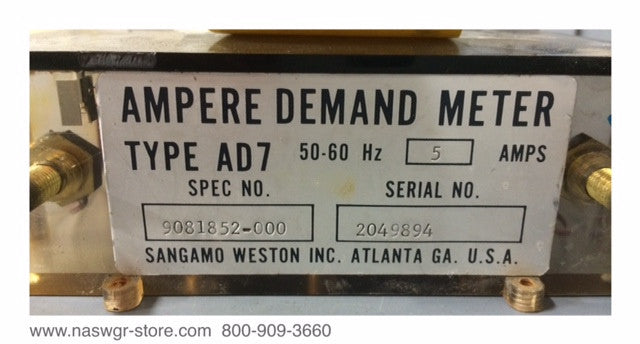 AMPERE DEMAND METER
TYPE AD7 50-60 Hz 5 AMPS
SPEC NO. SERIAL NO.
9081852-000 2049894
SANGAMO WESTON INC. ATLANTA GA. U.S.A.
www.naswgr-store.com 800-909-3660